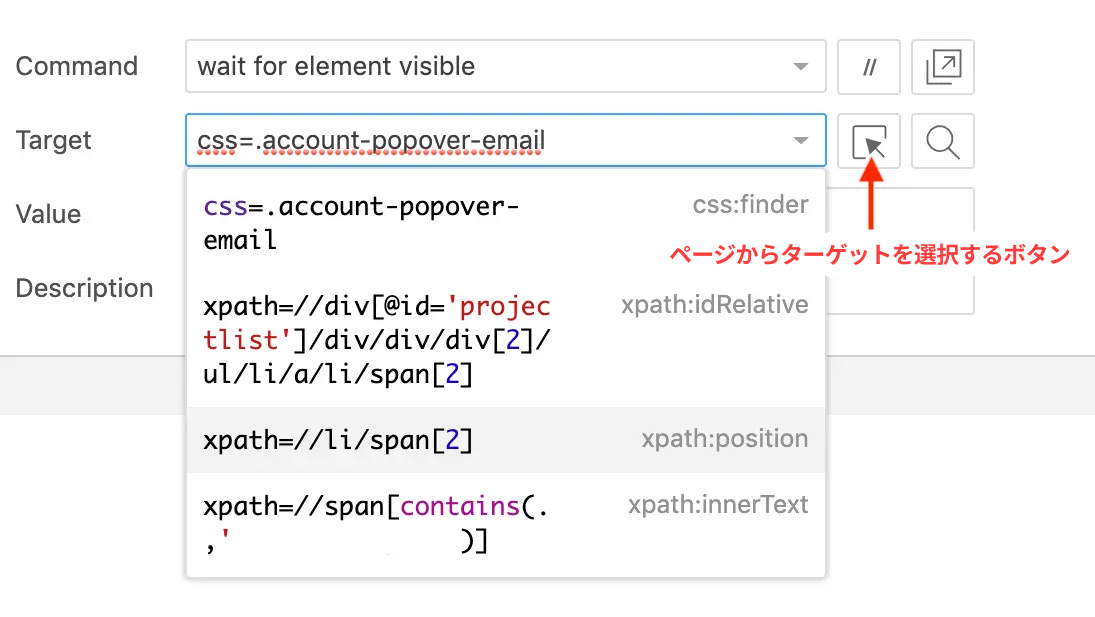 Command
wait for element visible
//
Target
css=.account-popover-email
css=.account-popover-
email
css:finder
Value
ページからターゲットを選択するボタン
Description
xpath=//div[@id='projec
tlist']/div/div/div[2]/
ul/li/a/li/span[2]
xpath:idRelative
xpath=//li/span[2]
xpath:position
xpath=//span[contains(.
,' )]
xpath:innerText